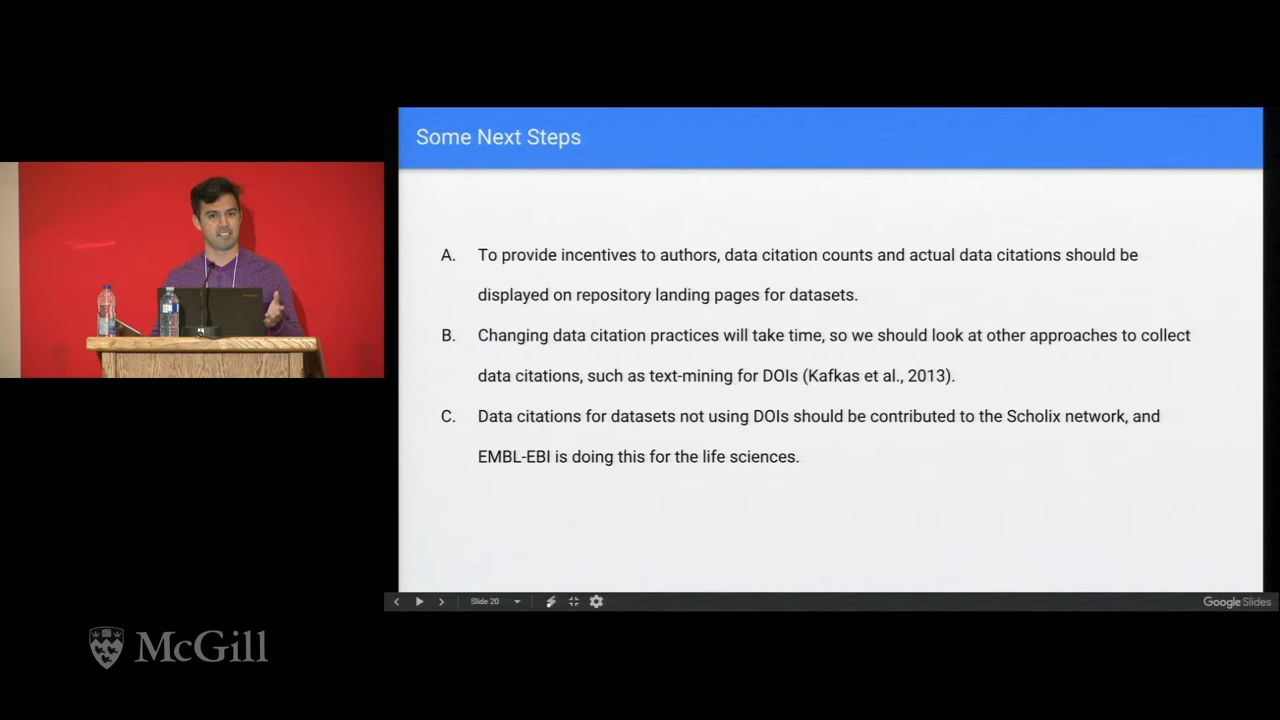 Some Next Steps
A. To provide incentives to authors, data citation counts and actual data citations should be
displayed on repository landing pages for datasets.
B. Changing data citation practices will take time, so we should look at other approaches to collect
data citations, such as text-mining for DOIs (Kafkas et al., 2013).
C. Data citations for datasets not using DOIs should be contributed to the Scholix network, and
EMBL-EBI is doing this for the life sciences.
Slide 20
Google Slides
McGill